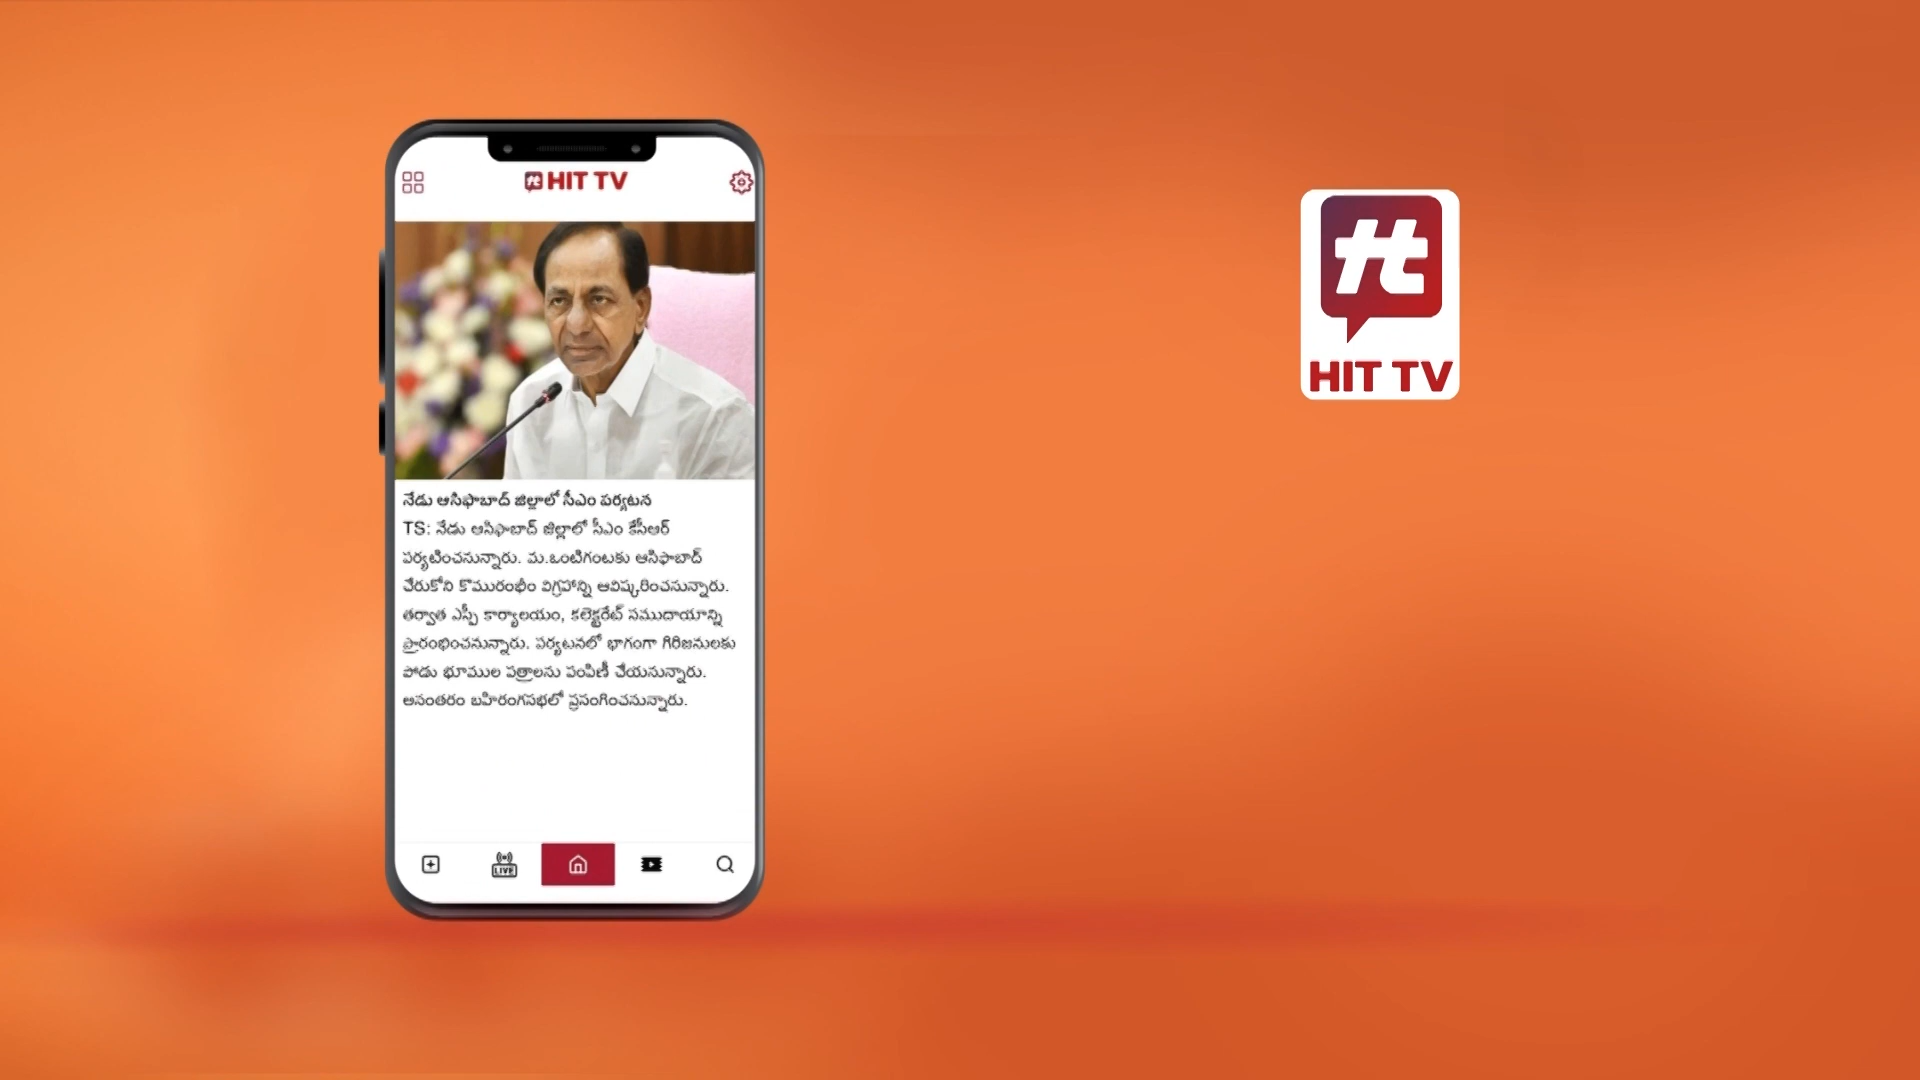 HIT TV
నేడు ఆసిఫాబాద్ జిల్లాలో సీఎం పర్యటన
TS: నేడు ఆసిఫాబాద్ జిల్లాలో సీఎం కేసీఆర్
పర్యటించనున్నారు. మ.ఒంటిగంటకు ఆసిఫాబాద్
చేరుకోని కొమురంభీం విగ్రహాన్ని ఆవిష్కరించనున్నారు.
తర్వాత ఎస్పీ కార్యాలయం, కలెక్టరేట్ సముదాయాన్ని
ప్రారంభించనున్నారు. పర్యటనలో భాగంగా గిరిజనులకు
పోడు భూముల పత్రాలను పంపిణీ చేయనున్నారు.
అనంతరం బహిరంగసభలో ప్రసంగించనున్నారు.
LIVE
HIT TV